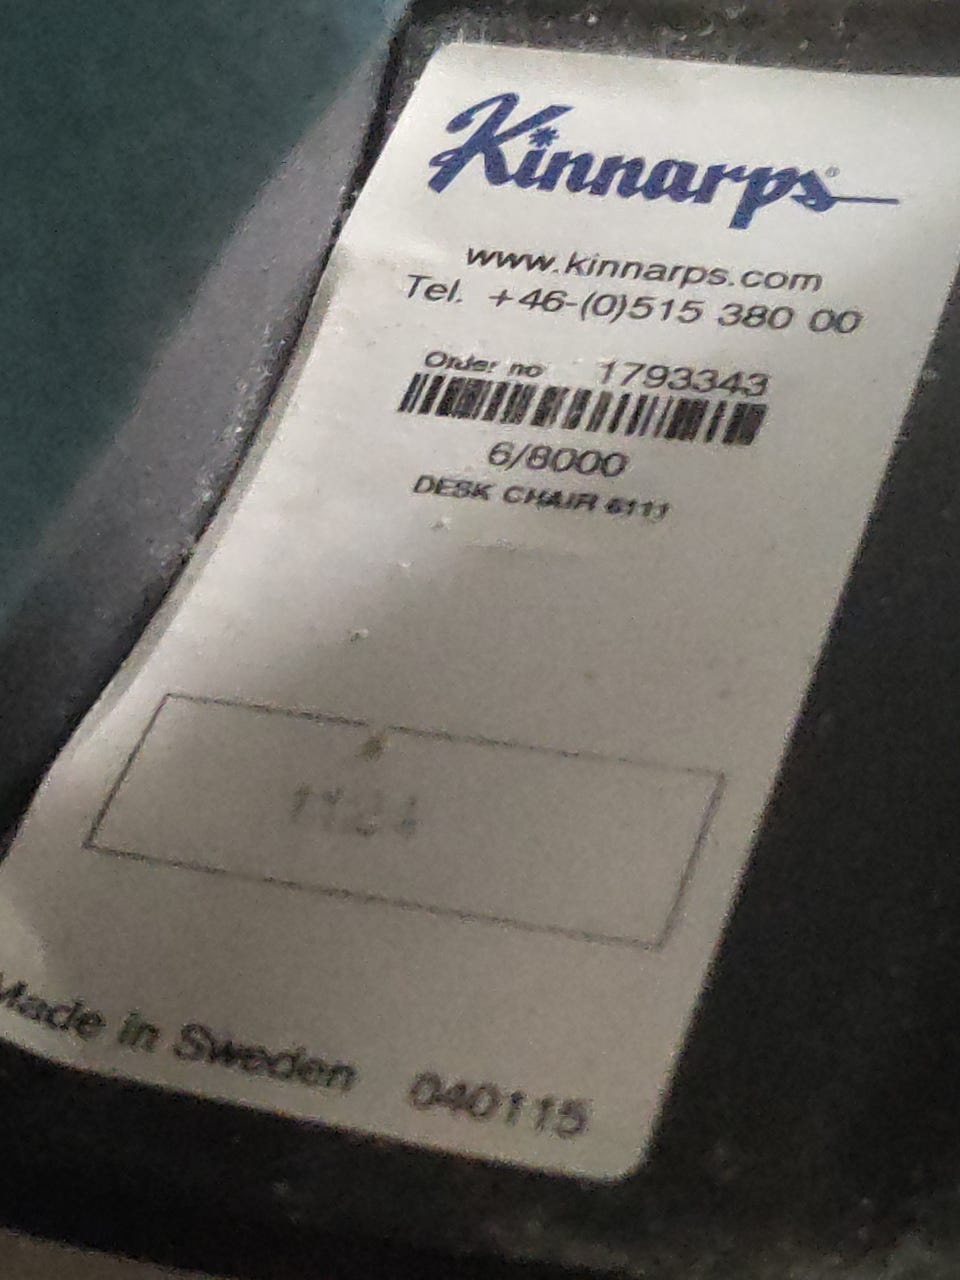 Kinnarps®
www.kinnarps.com
Tel. +46-(0)515 380 00
Order no 1793343
6/8000
DESK CHAIR 6111
Made in Sweden 040115